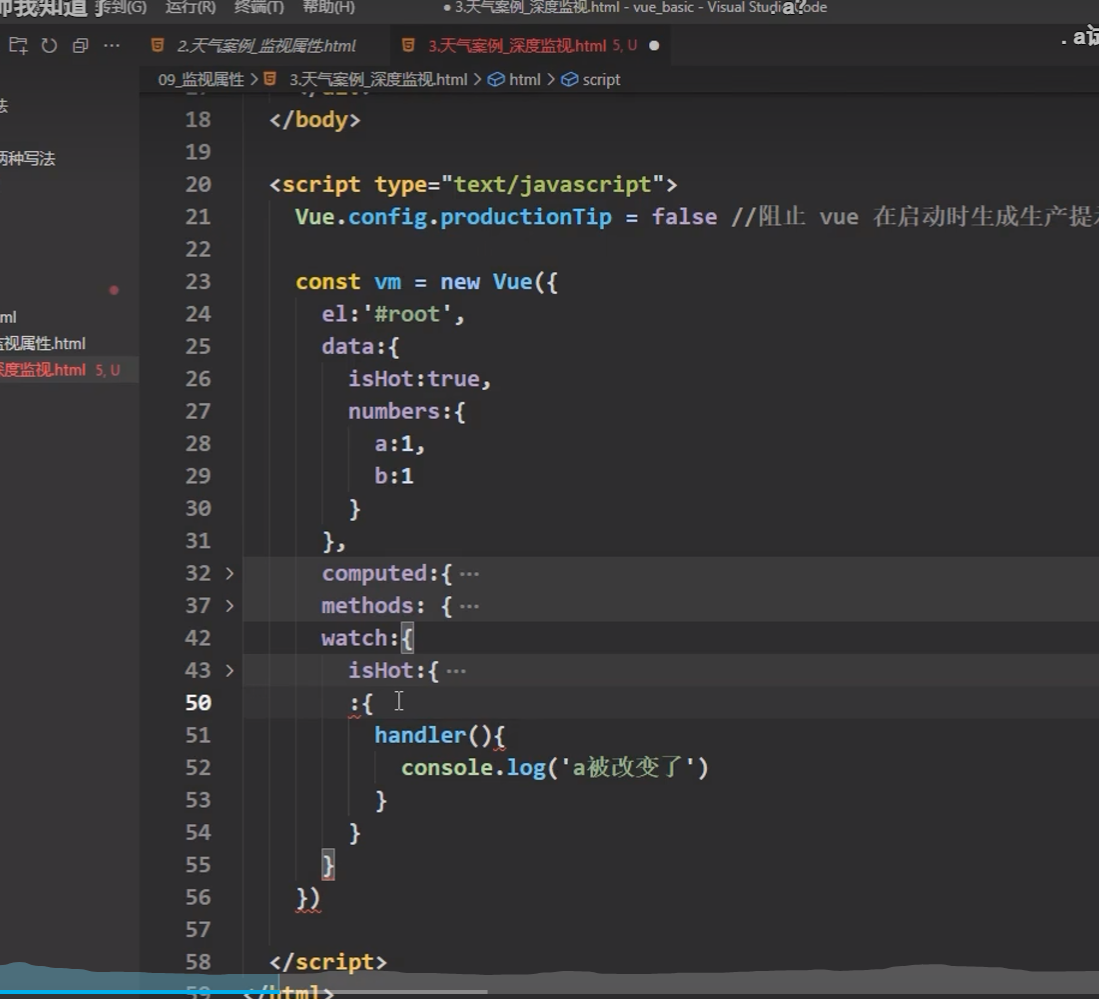 师我知道了
转到(G) 运行(R) 终端(T) 帮助(H) ● 3.天气案例_深度监视.html - vue_basic - Visual Studio Code
.a?
.a试
2.天气案例_监视属性.html 3.天气案例_深度监视.html 5, U ●
09_监视属性 > 3.天气案例_深度监视.html > html > script
法
两种写法
ml
监视属性.html
深度监视.html 5, U
18 </body>
19
20 <script type="text/javascript">
21 Vue.config.productionTip = false //阻止 vue 在启动时生成生产提示
22
23 const vm = new Vue({
24 el:'#root',
25 data:{
26 isHot:true,
27 numbers:{
28 a:1,
29 b:1
30 }
31 },
32 computed:{ ···
37 methods: { ···
42 watch:{
43 isHot:{ ···
50 :{
51 handler(){
52 console.log('a被改变了')
53 }
54 }
55 }
56 })
57
58 </script>
59 </html>